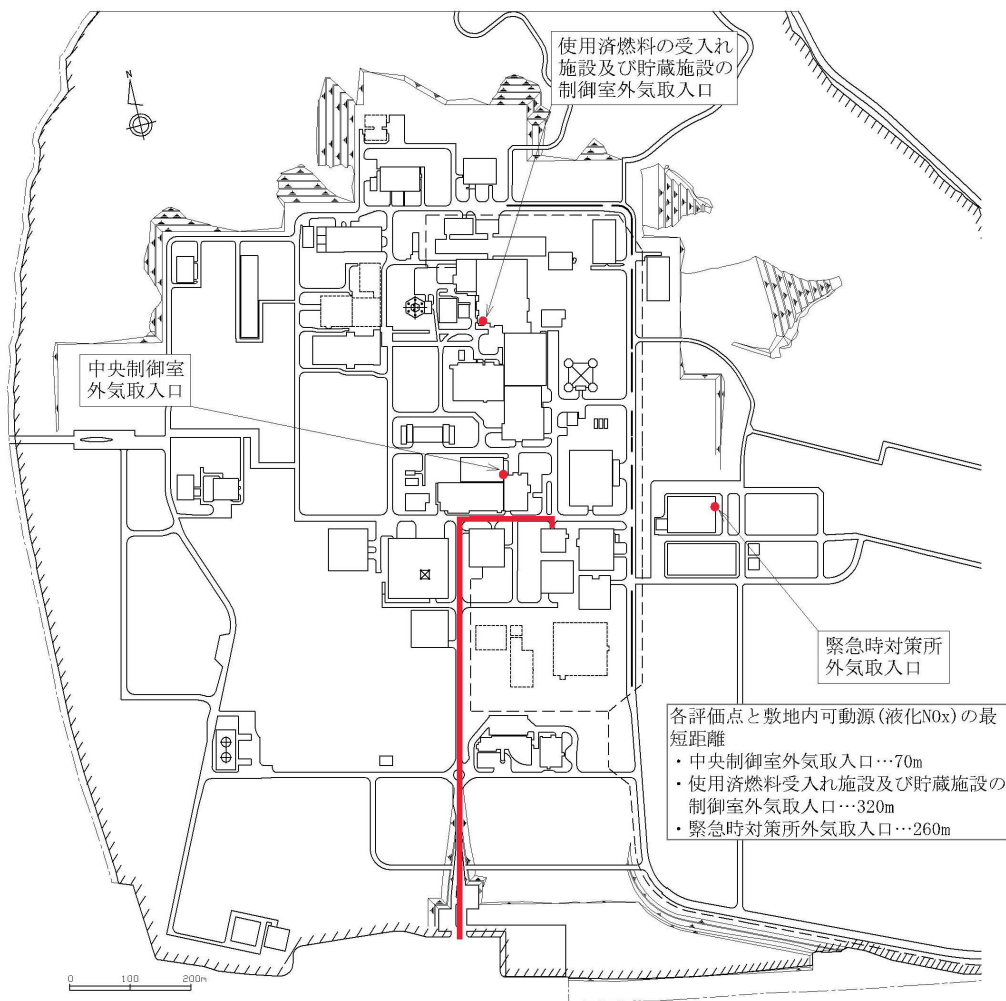 使用済燃料の受入れ
施設及び貯蔵施設の
制御室外気取入口
N
中央制御室
外気取入口
緊急時対策所
外気取入口
各評価点と敷地内可動源(液化NOx)の最
短距離
・中央制御室外気取入口…70m
・使用済燃料受入れ施設及び貯蔵施設の
制御室外気取入口…320m
・緊急時対策所外気取入口…260m
0 100 200m